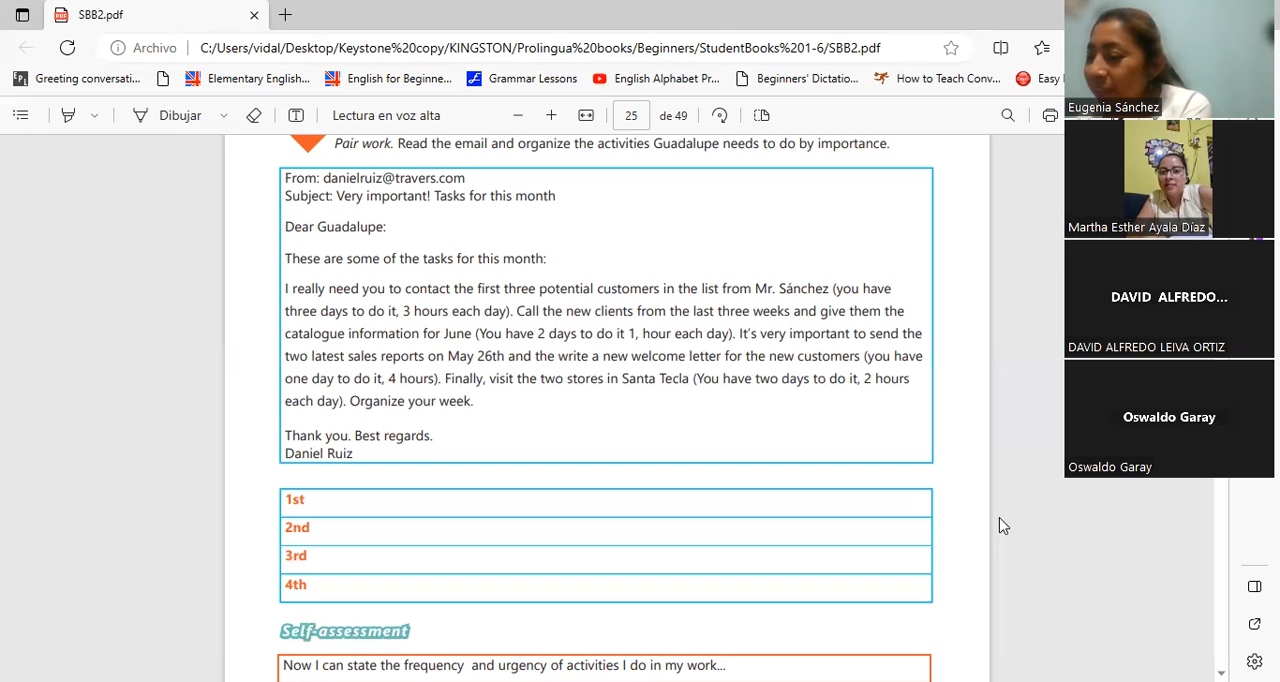 SBB2.pdf
Archivo C:/Users/vidal/Desktop/Keystone%20copy/KINGSTON/Prolingua%20books/Beginners/StudentBooks%201-6/SBB2.pdf
Greeting conversati... Elementary English... English for Beginne... Grammar Lessons English Alphabet Pr... Beginners' Dictatio... How to Teach Conv... Easy
Dibujar Lectura en voz alta 25 de 49
Pair work. Read the email and organize the activities Guadalupe needs to do by importance.
From: danielruiz@travers.com
Subject: Very important! Tasks for this month
Dear Guadalupe:
These are some of the tasks for this month:
I really need you to contact the first three potential customers in the list from Mr. Sánchez (you have
three days to do it, 3 hours each day). Call the new clients from the last three weeks and give them the
catalogue information for June (You have 2 days to do it 1, hour each day). It's very important to send the
two latest sales reports on May 26th and the write a new welcome letter for the new customers (you have
one day to do it, 4 hours). Finally, visit the two stores in Santa Tecla (You have two days to do it, 2 hours
each day). Organize your week.
Thank you. Best regards.
Daniel Ruiz
1st
2nd
3rd
4th
Self-assessment
Now I can state the frequency and urgency of activities I do in my work...
Eugenia Sánchez
Martha Esther Ayala Díaz
DAVID ALFREDO...
DAVID ALFREDO LEIVA ORTIZ
Oswaldo Garay
Oswaldo Garay